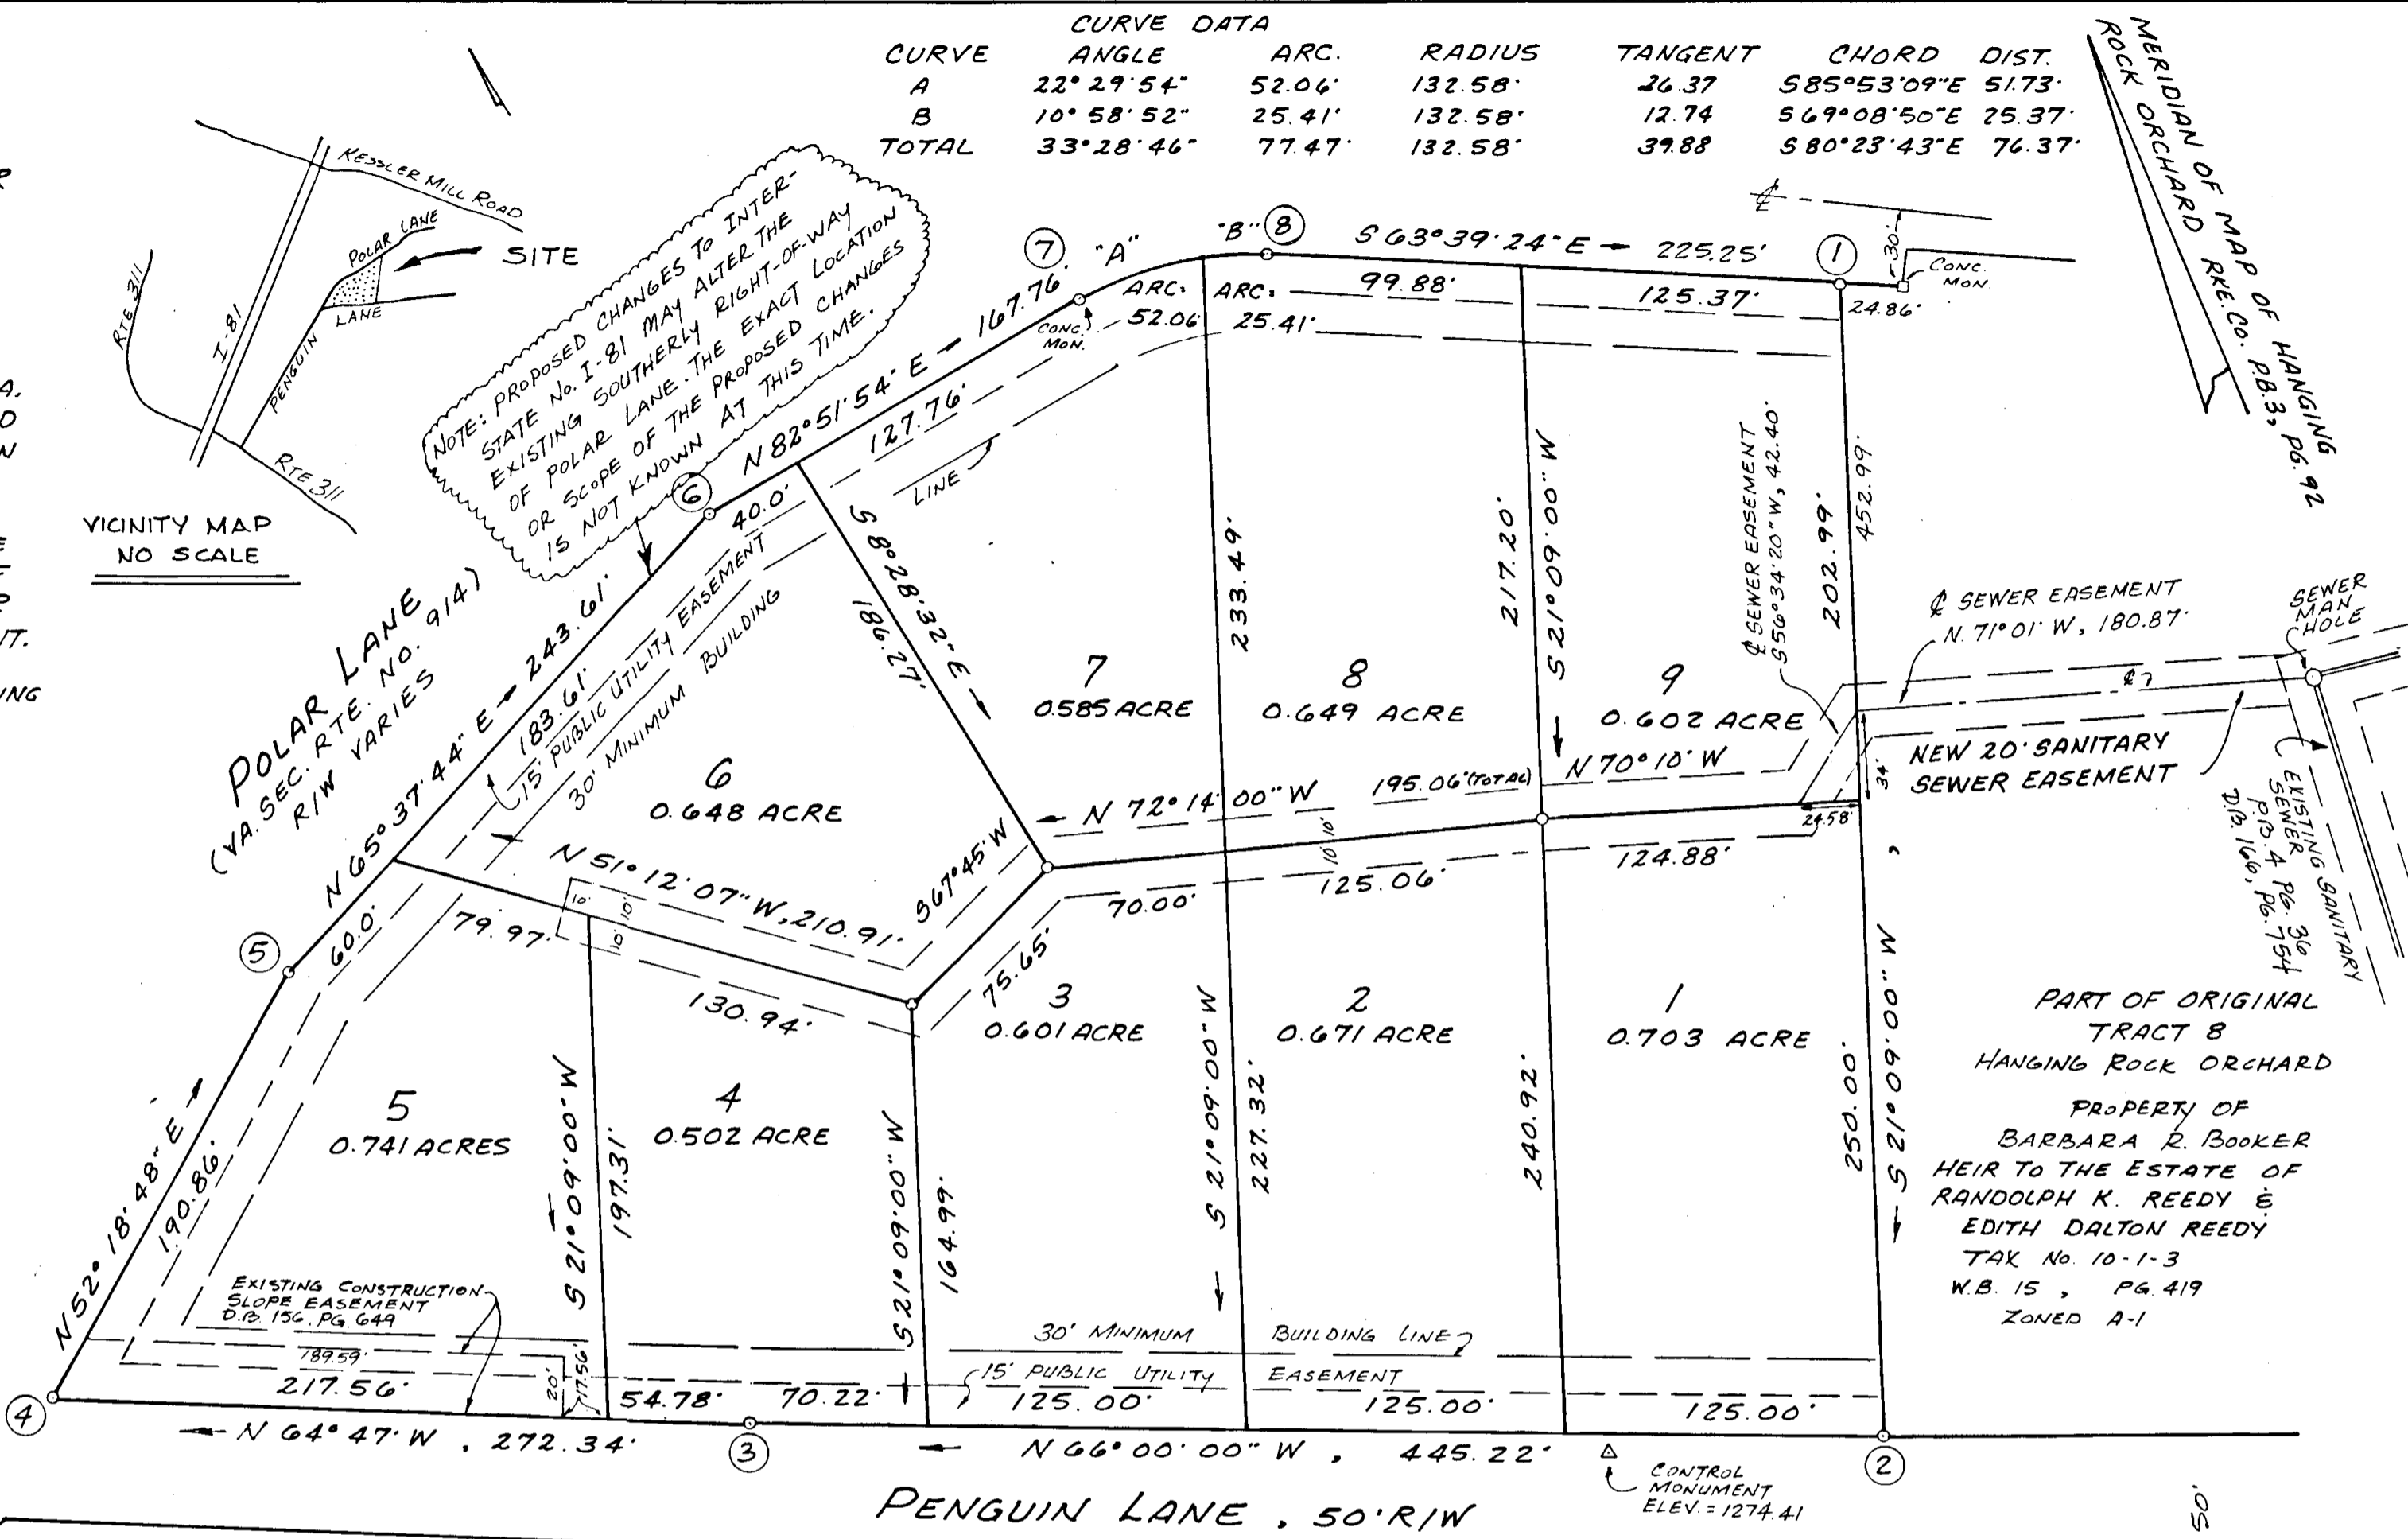 CURVE DATA
CURVE ANGLE ARC. RADIUS TANGENT CHORD DIST.
A 22°29'54" 52.06' 132.58' 26.37 S85°53'09"E 51.73'
B 10°58'52" 25.41' 132.58' 12.74 S69°08'50"E 25.37'
TOTAL 33°28'46" 77.47' 132.58' 39.88 S80°23'43"E 76.37'
MERIDIAN OF MAP OF HANGING
ROCK ORCHARD RKE. CO. P.B.3, PG. 92
KESSLER MILL ROAD
POLAR LANE
SITE
RTE 311
I-81
PENGUIN
LANE
RTE 311
VICINITY MAP
NO SCALE
NOTE: PROPOSED CHANGES TO INTER-
STATE No. I-81 MAY ALTER THE
EXISTING SOUTHERLY RIGHT-OF-WAY
OF POLAR LANE. THE EXACT LOCATION
OR SCOPE OF THE PROPOSED CHANGES
IS NOT KNOWN AT THIS TIME.
7
"A"
"B"
8
S 63°39'24" E
225.25'
1
℄
30'
CONC.
MON.
24.86'
CONC.
MON.
ARC:
52.06'
ARC:
25.41'
99.88'
125.37'
N 82°51'54" E
167.76
127.76'
6
40.0'
LINE
POLAR LANE
(VA. SEC. RTE. NO. 914)
R/W VARIES
N 65°37'44" E
243.61'
183.61'
15' PUBLIC UTILITY EASEMENT
30' MINIMUM BUILDING
S 8°28'32" E
186.27'
233.49'
217.20'
S 21°09'00" W
℄ SEWER EASEMENT
S56°34'20"W, 42.40'
202.99'
452.99'
℄ SEWER EASEMENT
N. 71°01' W, 180.87'
SEWER
MAN
HOLE
℄
7
0.585 ACRE
8
0.649 ACRE
9
0.602 ACRE
6
0.648 ACRE
N 72°14'00" W
195.06' (TOTAL)
N 70°10' W
34'
24.58'
NEW 20' SANITARY
SEWER EASEMENT
EXISTING SANITARY
SEWER
P.B. 4 PG. 36
D.B. 166, PG. 754
10'
10'
70.00'
125.06'
124.88'
5
60.0'
79.97'
N 51°12'07" W, 210.91'
10'
10'
10'
130.94'
S67°45'W
75.65'
3
0.601 ACRE
2
0.671 ACRE
1
0.703 ACRE
5
0.741 ACRES
4
0.502 ACRE
N 52°18'48" E
190.86'
S 21°09'00" W
197.31'
S 21°09'00" W
164.99'
S 21°09'00" W
227.32'
240.92'
250.00'
S 21°09'00" W
PART OF ORIGINAL
TRACT 8
HANGING ROCK ORCHARD
PROPERTY OF
BARBARA R. BOOKER
HEIR TO THE ESTATE OF
RANDOLPH K. REEDY &
EDITH DALTON REEDY
TAX No. 10-1-3
W.B. 15 , PG. 419
ZONED A-1
EXISTING CONSTRUCTION
SLOPE EASEMENT
D.B. 156, PG. 649
189.59'
20'
17.56'
30' MINIMUM BUILDING LINE
15' PUBLIC UTILITY EASEMENT
217.56'
54.78'
70.22'
125.00'
125.00'
125.00'
4
N 64°47' W , 272.34'
3
N 66°00'00" W , 445.22'
CONTROL
MONUMENT
ELEV. = 1274.41
2
PENGUIN LANE , 50' R/W
50'